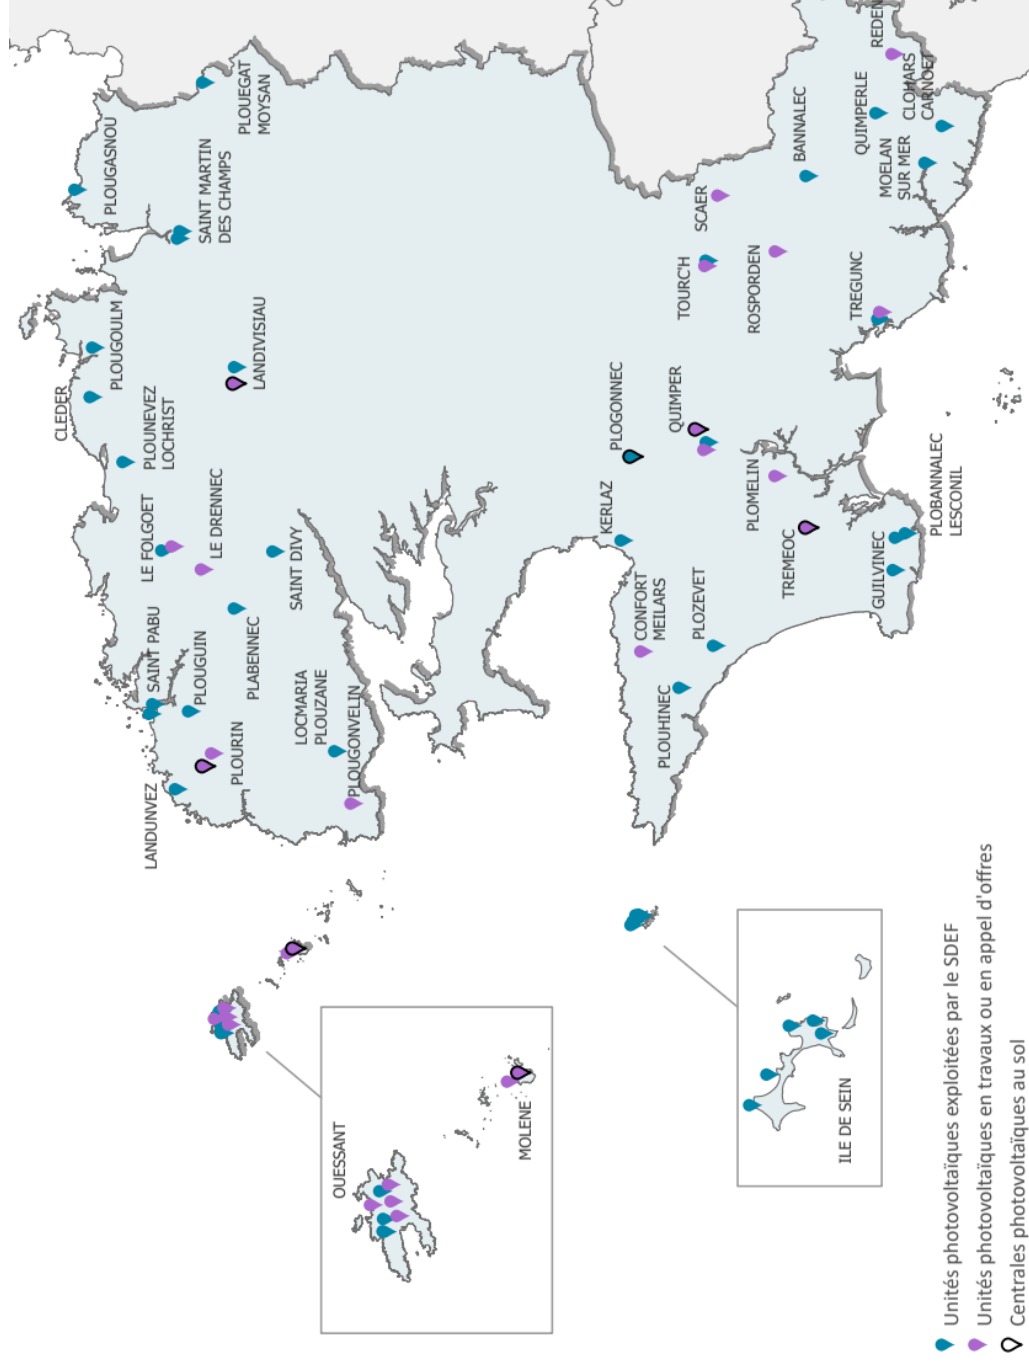 PLOUGASNOU
PLOUEGAT
MOYSAN
SAINT MARTIN
DES CHAMPS
PLOUGOULM
CLEDER
PLOUNEVEZ
LOCHRIST
LANDIVISIAU
LE FOLGOET
LE DRENNEC
SAINT DIVY
SAINT PABU
PLOUGUIN
PLABENNEC
LANDUNVEZ
PLOURIN
LOCMARIA
PLOUZANE
PLOUGONVELIN
OUESSANT
MOLENE
KERLAZ
PLOGONNEC
QUIMPER
CONFORT
MEILARS
PLOZEVET
PLOUHINEC
PLOMELIN
TREMEOC
GUILVINEC
PLOBANNALEC
LESCONIL
TOURC'H
SCAER
ROSPORDEN
TREGUNC
BANNALEC
QUIMPERLE
REDEN
CLOHARS
CARNOET
MOELAN
SUR MER
ILE DE SEIN
Unités photovoltaïques exploitées par le SDEF
Unités photovoltaïques en travaux ou en appel d'offres
Centrales photovoltaïques au sol